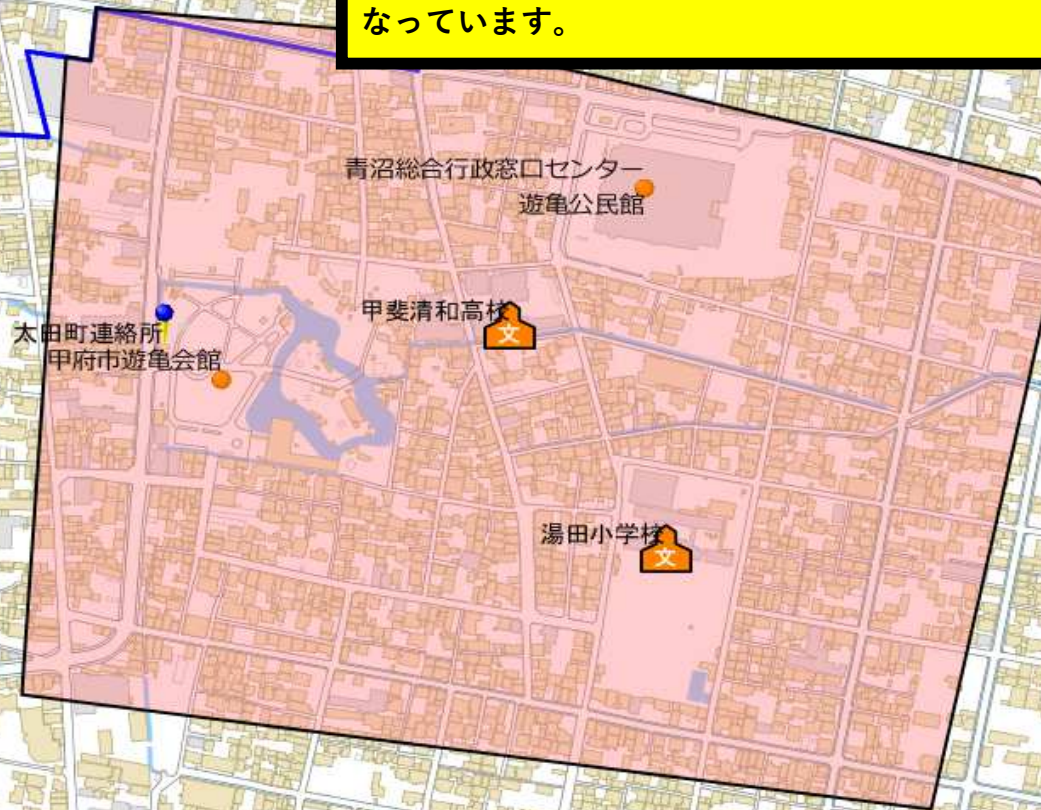 なっています。
青沼総合行政窓口センター
遊亀公民館
甲斐清和高校
文
太田町連絡所
甲府市遊亀会館
湯田小学校
文